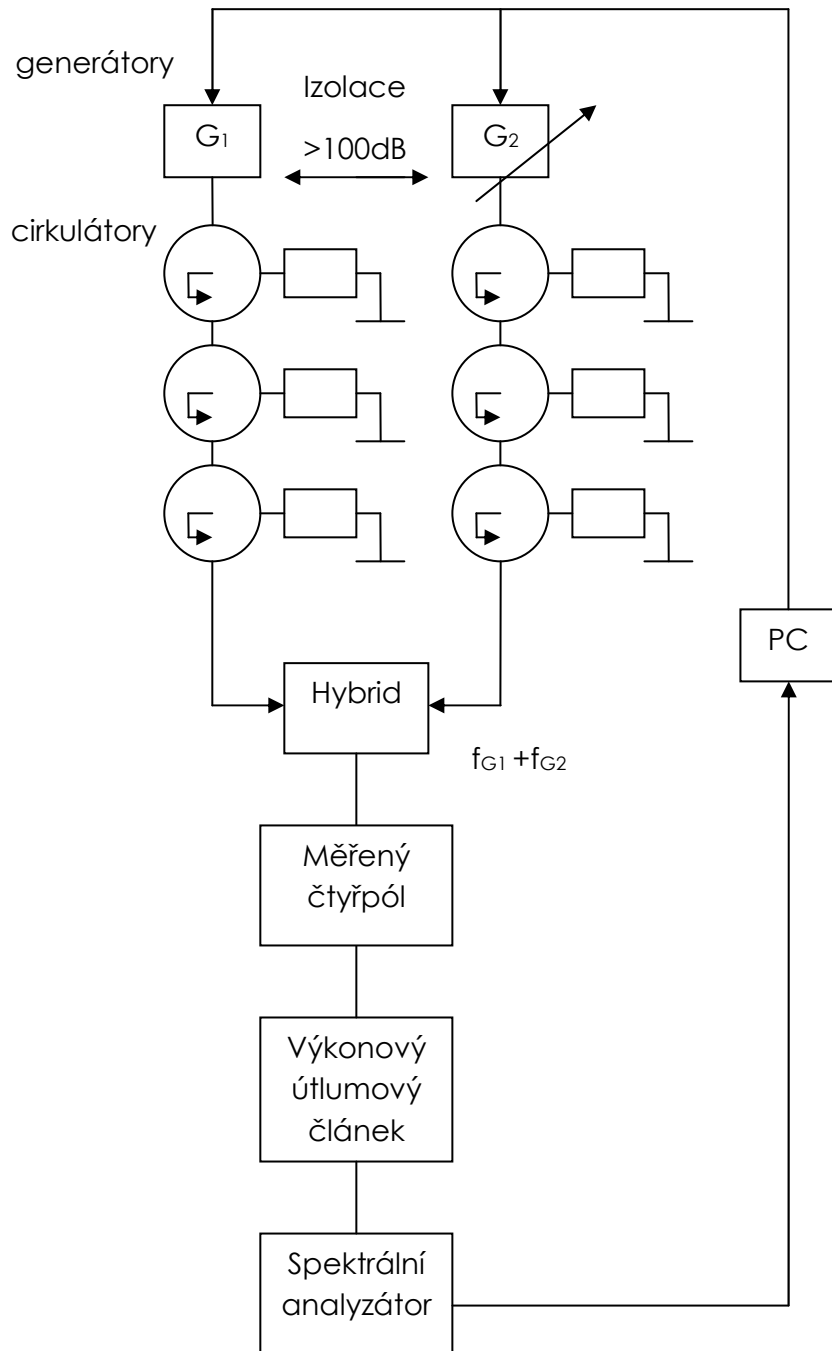 generátory
Izolace
>100dB
G1
G2
cirkulátory
PC
Hybrid
fG1 +fG2
Měřený
čtyřpól
Výkonový
útlumový
článek
Spektrální
analyzátor